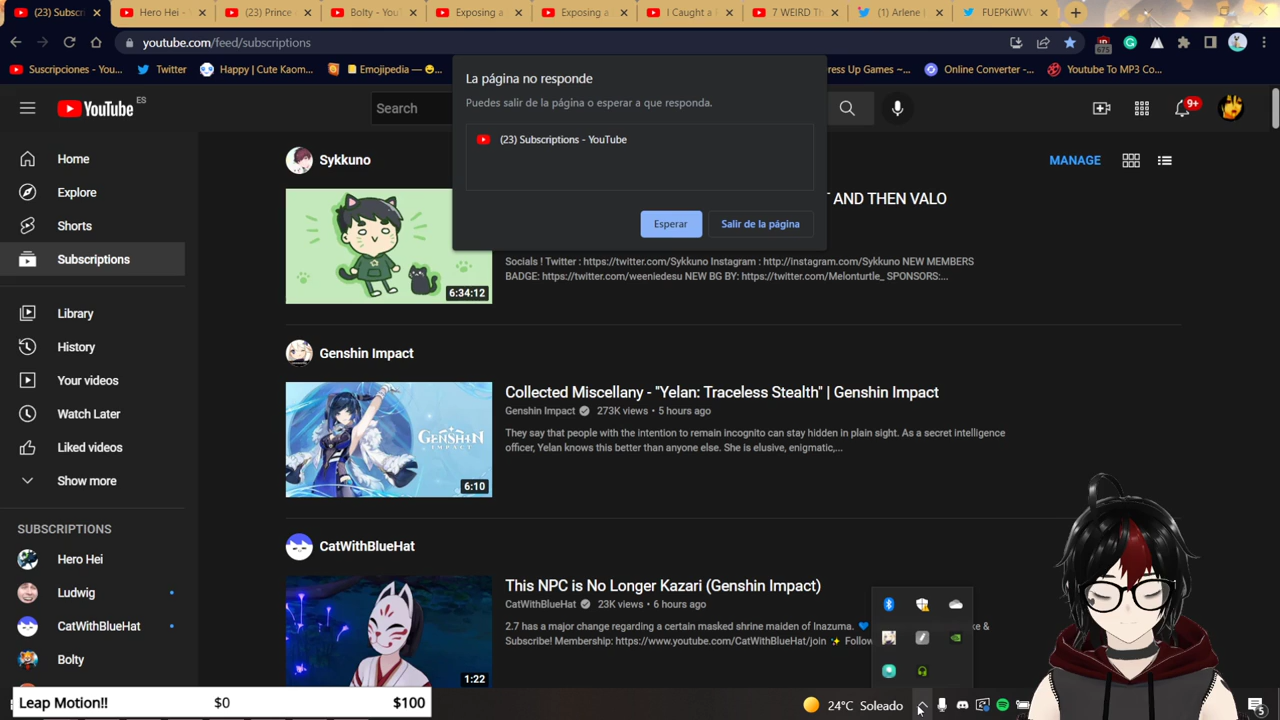 (23) Subsc
Hero Hei -
(23) Prince
Bolty - You
Exposing a
Exposing a
I Caught a
7 WEIRD Th
(1) Arlene
FUEPKiWV
youtube.com/feed/subscriptions
675
Suscripciones - You...
Twitter
Happy | Cute Kaom...
Emojipedia —
ress Up Games ~...
Online Converter -...
Youtube To MP3 Co...
La página no responde
Puedes salir de la página o esperar a que responda.
(23) Subscriptions - YouTube
Esperar
Salir de la página
YouTube ES
Search
9+
Home
Explore
Shorts
Subscriptions
Library
History
Your videos
Watch Later
Liked videos
Show more
SUBSCRIPTIONS
Hero Hei
Ludwig
CatWithBlueHat
Bolty
Sykkuno
MANAGE
T AND THEN VALO
Socials ! Twitter : https://twitter.com/Sykkuno Instagram : http://instagram.com/Sykkuno NEW MEMBERS
BADGE: https://twitter.com/weeniedesu NEW BG BY: https://twitter.com/Melonturtle_ SPONSORS:...
6:34:12
Genshin Impact
Collected Miscellany - "Yelan: Traceless Stealth" | Genshin Impact
Genshin Impact 273K views • 5 hours ago
They say that people with the intention to remain incognito can stay hidden in plain sight. As a secret intelligence
officer, Yelan knows this better than anyone else. She is elusive, enigmatic,...
GENSHIN
IMPACT
6:10
CatWithBlueHat
This NPC is No Longer Kazari (Genshin Impact)
CatWithBlueHat 23K views • 6 hours ago
2.7 has a major change regarding a certain masked shrine maiden of Inazuma.
ke &
Subscribe! Membership: https://www.youtube.com/CatWithBlueHat/join Follow
1:22
Leap Motion!! $0 $100
24°C Soleado
5